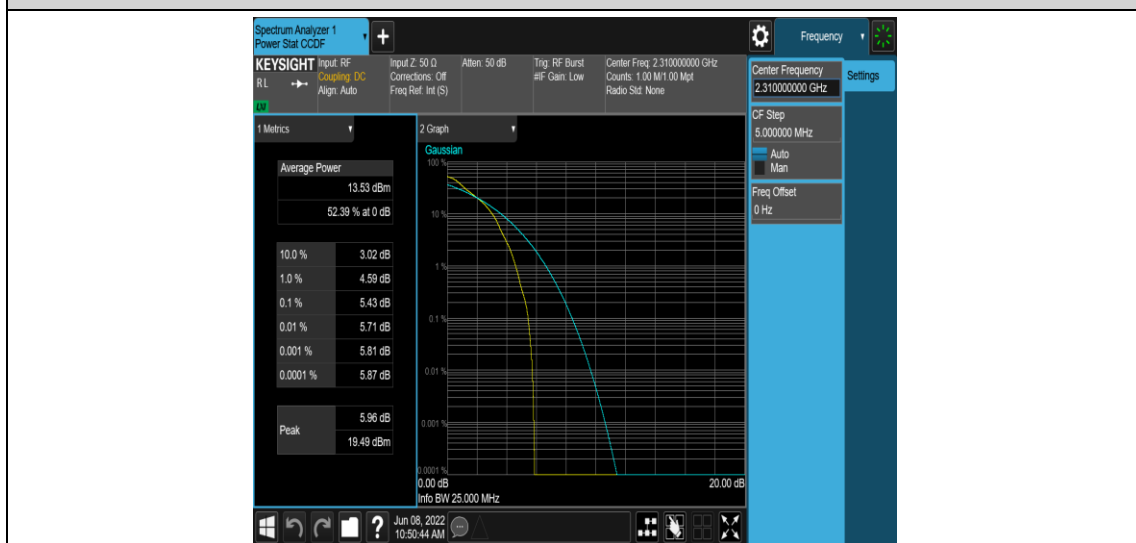 Spectrum Analyzer 1
Power Stat CCDF
+
Frequency
KEYSIGHT
RL
LXI
Input: RF
Coupling: DC
Align: Auto
Input Z: 50 Ω
Corrections: Off
Freq Ref: Int (S)
Atten: 50 dB
Trig: RF Burst
#IF Gain: Low
Center Freq: 2.310000000 GHz
Counts: 1.00 M/1.00 Mpt
Radio Std: None
Center Frequency
2.310000000 GHz
Settings
CF Step
5.000000 MHz
Auto
Man
Freq Offset
0 Hz
1 Metrics
Average Power
13.53 dBm
52.39 % at 0 dB
10.0 % 3.02 dB
1.0 % 4.59 dB
0.1 % 5.43 dB
0.01 % 5.71 dB
0.001 % 5.81 dB
0.0001 % 5.87 dB
Peak
5.96 dB
19.49 dBm
2 Graph
Gaussian
100 %
10 %
1 %
0.1 %
0.01 %
0.001 %
0.0001 %
0.00 dB 20.00 dB
Info BW 25.000 MHz
?
Jun 08, 2022
10:50:44 AM